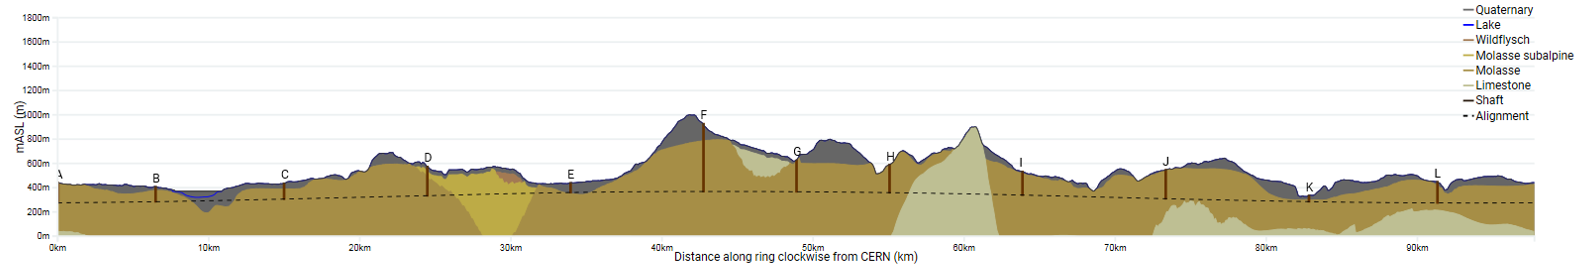 1800m
1600m
1400m
1200m
1000m
800m
600m
400m
200m
0m
mASL (m)
A
B
C
D
E
F
G
H
I
J
K
L
0km
10km
20km
30km
40km
50km
60km
70km
80km
90km
Distance along ring clockwise from CERN (km)
Quaternary
Lake
Wildflysch
Molasse subalpine
Molasse
Limestone
Shaft
Alignment